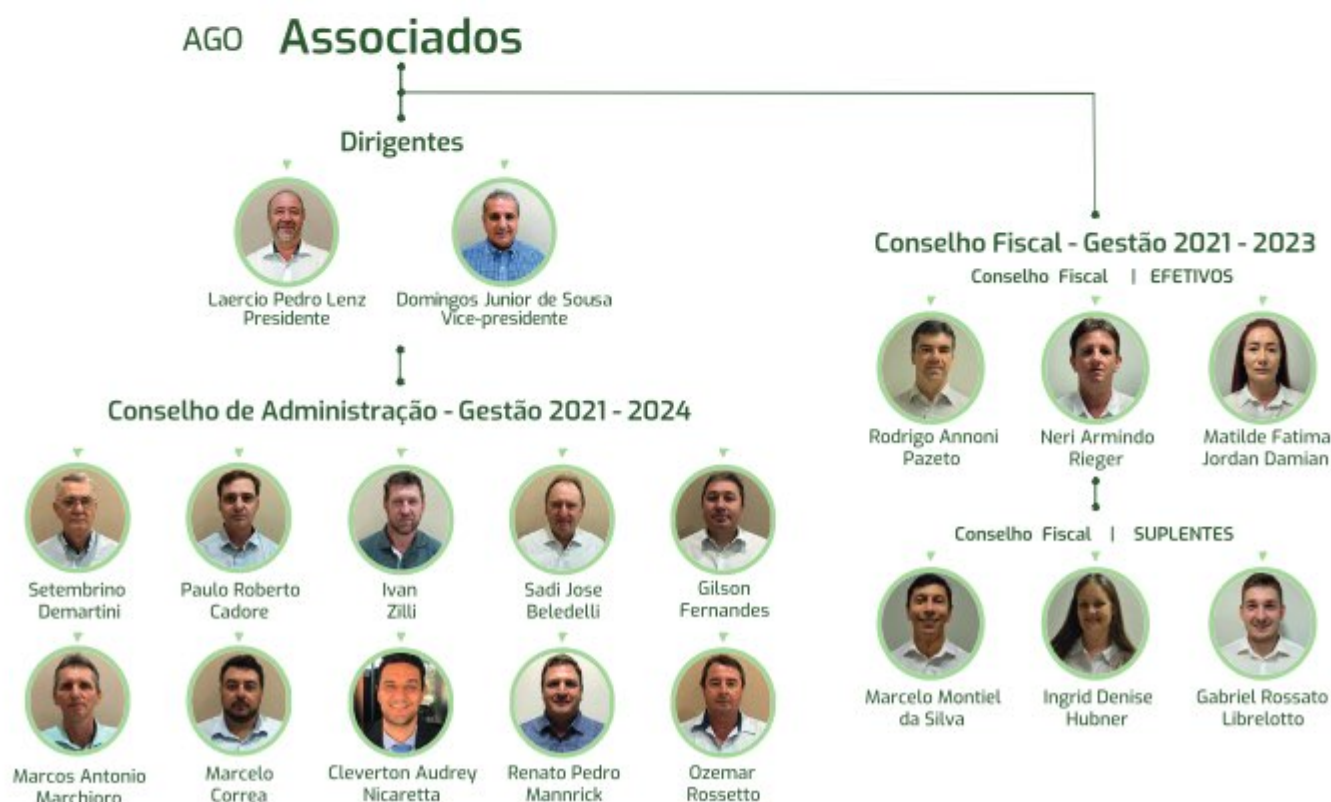 AGO Associados
Dirigentes
Laercio Pedro Lenz
Presidente
Domingos Junior de Sousa
Vice-presidente
Conselho de Administração - Gestão 2021 - 2024
Setembrino
Demartini
Paulo Roberto
Cadore
Ivan
Zilli
Sadi Jose
Beledelli
Gilson
Fernandes
Marcos Antonio
Marchioro
Marcelo
Correa
Cleverton Audrey
Nicaretta
Renato Pedro
Mannrick
Ozemar
Rossetto
Conselho Fiscal - Gestão 2021 - 2023
Conselho Fiscal | EFETIVOS
Rodrigo Annoni
Pazeto
Neri Armindo
Rieger
Matilde Fatima
Jordan Damian
Conselho Fiscal | SUPLENTES
Marcelo Montiel
da Silva
Ingrid Denise
Hubner
Gabriel Rossato
Librelotto